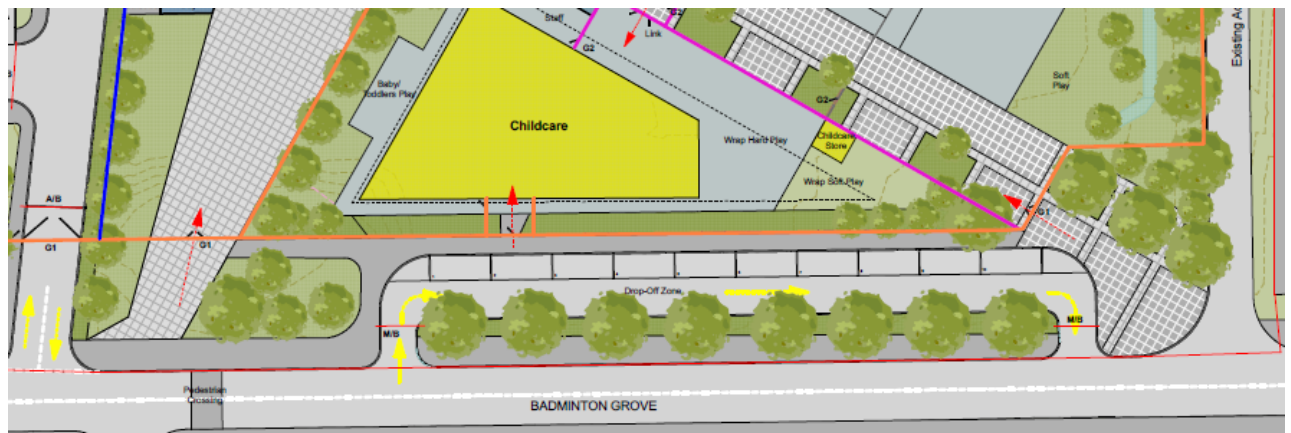 Staff
G2
Link
G2
Existing
Baby/
Toddlers Play
Soft
Play
Childcare
G2
Wrap Hard Play
Childcare
Store
Wrap Soft Play
A/B
G1
G1
G1
Drop-Off Zone
M/B
M/B
Pedestrian
Crossing
BADMINTON GROVE